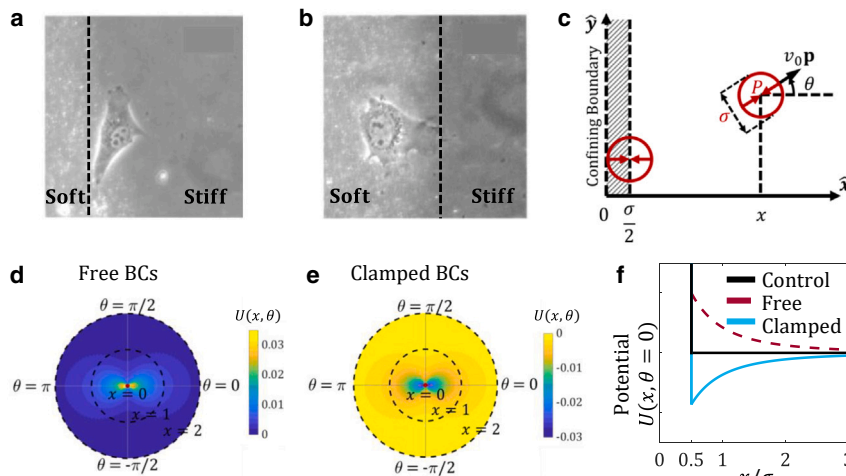 a
b
c
Soft
Stiff
Soft
Stiff
Confining Boundary
ŷ
v₀p
P
θ
σ
0
σ/2
x
x̂
d
Free BCs
θ = π/2
U(x, θ)
0.03
0.02
0.01
0
θ = π
θ = 0
x = 0
x = 1
x = 2
θ = -π/2
e
Clamped BCs
θ = π/2
U(x, θ)
0
-0.01
-0.02
-0.03
θ = π
θ = 0
x = 0
x = 1
x = 2
θ = -π/2
f
Control
Free
Clamped
Potential
U(x, θ = 0)
0
0.5
1
2
3
x/σ